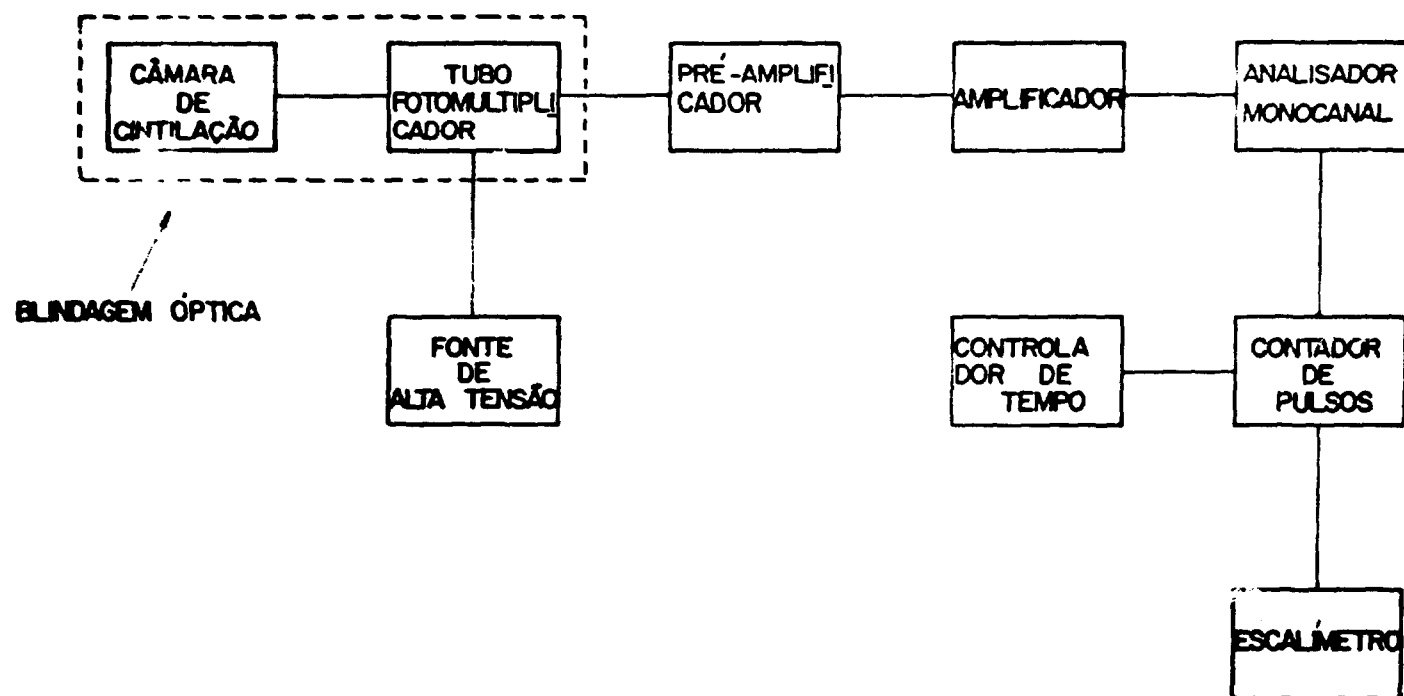 CÂMARA
DE
CINTILAÇÃO
TUBO
FOTOMULTIPLI
CADOR
PRÉ-AMPLIFI
CADOR
AMPLIFICADOR
ANALISADOR
MONOCANAL
BLINDAGEM ÓPTICA
FONTE
DE
ALTA TENSÃO
CONTROLA
DOR DE
TEMPO
CONTADOR
DE
PULSOS
ESCALÍMETRO